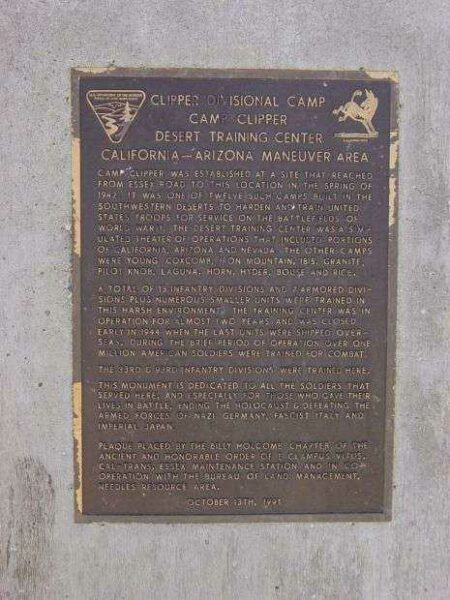 CLIPPER DIVISIONAL CAMP
CAMP CLIPPER
DESERT TRAINING CENTER
CALIFORNIA—ARIZONA MANEUVER AREA
CAMP CLIPPER WAS ESTABLISHED AT A SITE THAT REACHED
FROM ESSEX ROAD TO THIS LOCATION IN THE SPRING OF
1942. IT WAS ONE OF TWELVE SUCH CAMPS BUILT IN THE
SOUTHWESTERN DESERTS TO HARDEN AND TRAIN UNITED
STATES TROOPS FOR SERVICE ON THE BATTLEFIELDS OF
WORLD WAR II. THE DESERT TRAINING CENTER WAS A SIM-
ULATED THEATER OF OPERATIONS THAT INCLUDED PORTIONS
OF CALIFORNIA, ARIZONA AND NEVADA. THE OTHER CAMPS
WERE YOUNG, COXCOMB, IRON MOUNTAIN, IBIS, GRANITE,
PILOT KNOB, LAGUNA, HORN, HYDER, BOUSE AND RICE.
A TOTAL OF 13 INFANTRY DIVISIONS AND 7 ARMORED DIVI-
SIONS PLUS NUMEROUS SMALLER UNITS WERE TRAINED IN
THIS HARSH ENVIRONMENT. THE TRAINING CENTER WAS IN
OPERATION FOR ALMOST TWO YEARS AND WAS CLOSED
EARLY IN 1944 WHEN THE LAST UNITS WERE SHIPPED OVER-
SEAS. DURING THE BRIEF PERIOD OF OPERATION OVER ONE
MILLION AMERICAN SOLDIERS WERE TRAINED FOR COMBAT.
THE 33RD & 93RD INFANTRY DIVISIONS WERE TRAINED HERE.
THIS MONUMENT IS DEDICATED TO ALL THE SOLDIERS THAT
SERVED HERE, AND ESPECIALLY FOR THOSE WHO GAVE THEIR
LIVES IN BATTLE, ENDING THE HOLOCAUST & DEFEATING THE
ARMED FORCES OF NAZI GERMANY, FASCIST ITALY AND
IMPERIAL JAPAN.
PLAQUE PLACED BY THE BILLY HOLCOMB CHAPTER OF THE
ANCIENT AND HONORABLE ORDER OF E CLAMPUS VITUS,
CAL-TRANS, ESSEX MAINTENANCE STATION AND IN CO-
OPERATION WITH THE BUREAU OF LAND MANAGEMENT,
NEEDLES RESOURCE AREA.
OCTOBER 13TH, 1991